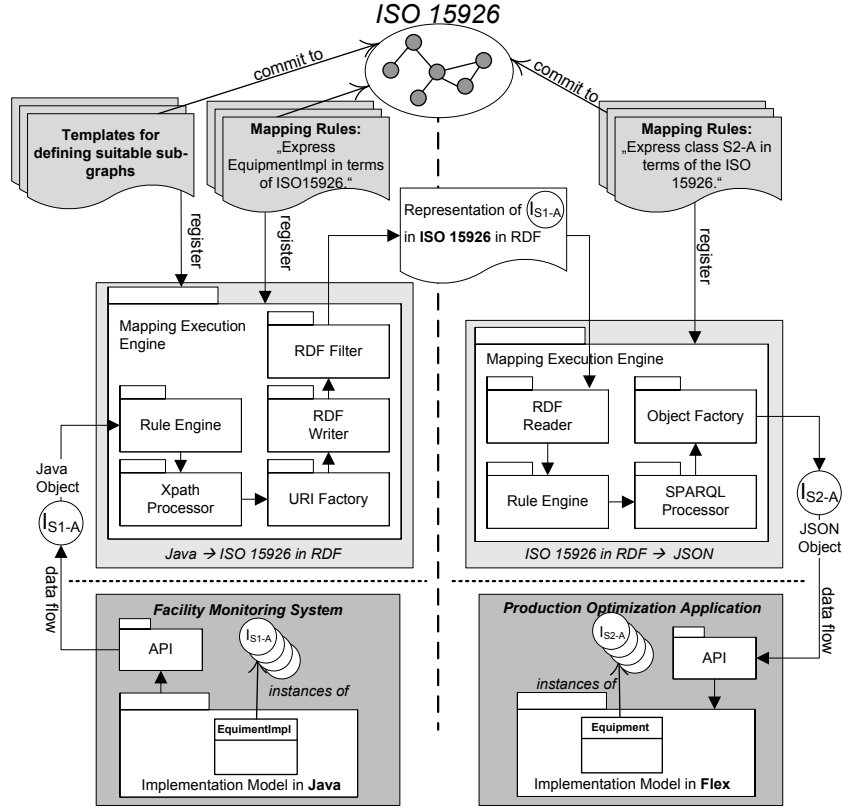 ISO 15926
commit to
commit to
Templates for
defining suitable sub-
graphs
Mapping Rules:
„Express
EquipmentImpl in terms
of ISO15926.“
Mapping Rules:
„Express class S2-A in
terms of the ISO
15926.“
Representation of I S1-A
in ISO 15926 in RDF
register
register
register
Mapping Execution
Engine
RDF Filter
Rule Engine
RDF
Writer
Xpath
Processor
URI Factory
Java → ISO 15926 in RDF
Mapping Execution Engine
RDF
Reader
Object Factory
Rule Engine
SPARQL
Processor
ISO 15926 in RDF → JSON
Java
Object
I S1-A
data flow
I S2-A
JSON
Object
data flow
Facility Monitoring System
API
I S1-A
instances of
EquimentImpl
Implementation Model in Java
Production Optimization Application
I S2-A
API
instances of
Equipment
Implementation Model in Flex